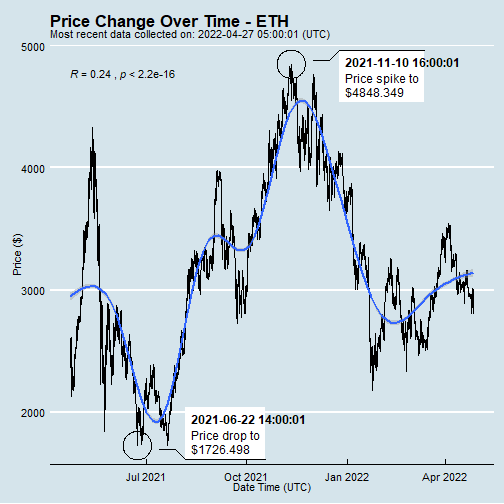 Price Change Over Time - ETH
Most recent data collected on: 2022-04-27 05:00:01 (UTC)
5000
R = 0.24 , p < 2.2e-16
2021-11-10 16:00:01
Price spike to
$4848.349
4000
Price ($)
3000
2000
2021-06-22 14:00:01
Price drop to
$1726.498
Jul 2021
Oct 2021
Jan 2022
Apr 2022
Date Time (UTC)